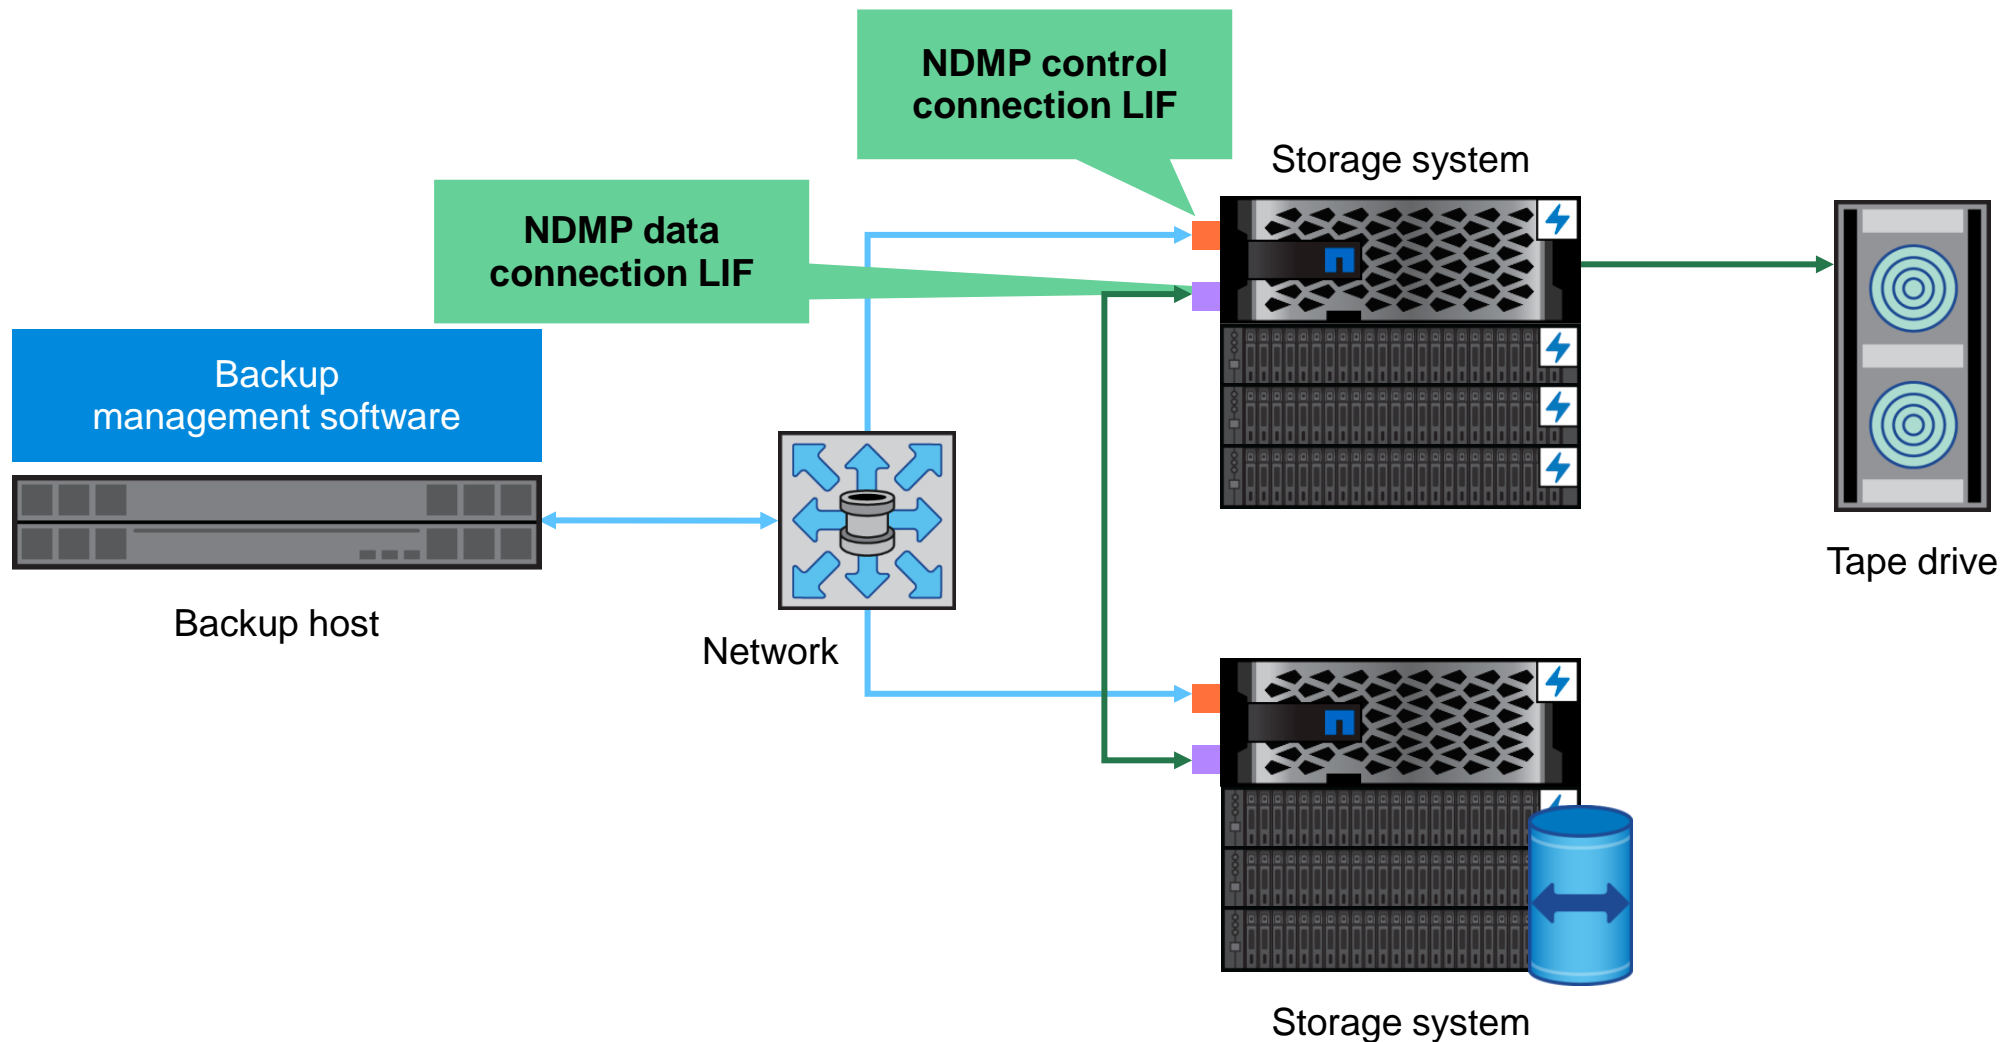 NDMP control
connection LIF
Storage system
NDMP data
connection LIF
Backup
management software
Backup host
Network
Tape drive
Storage system